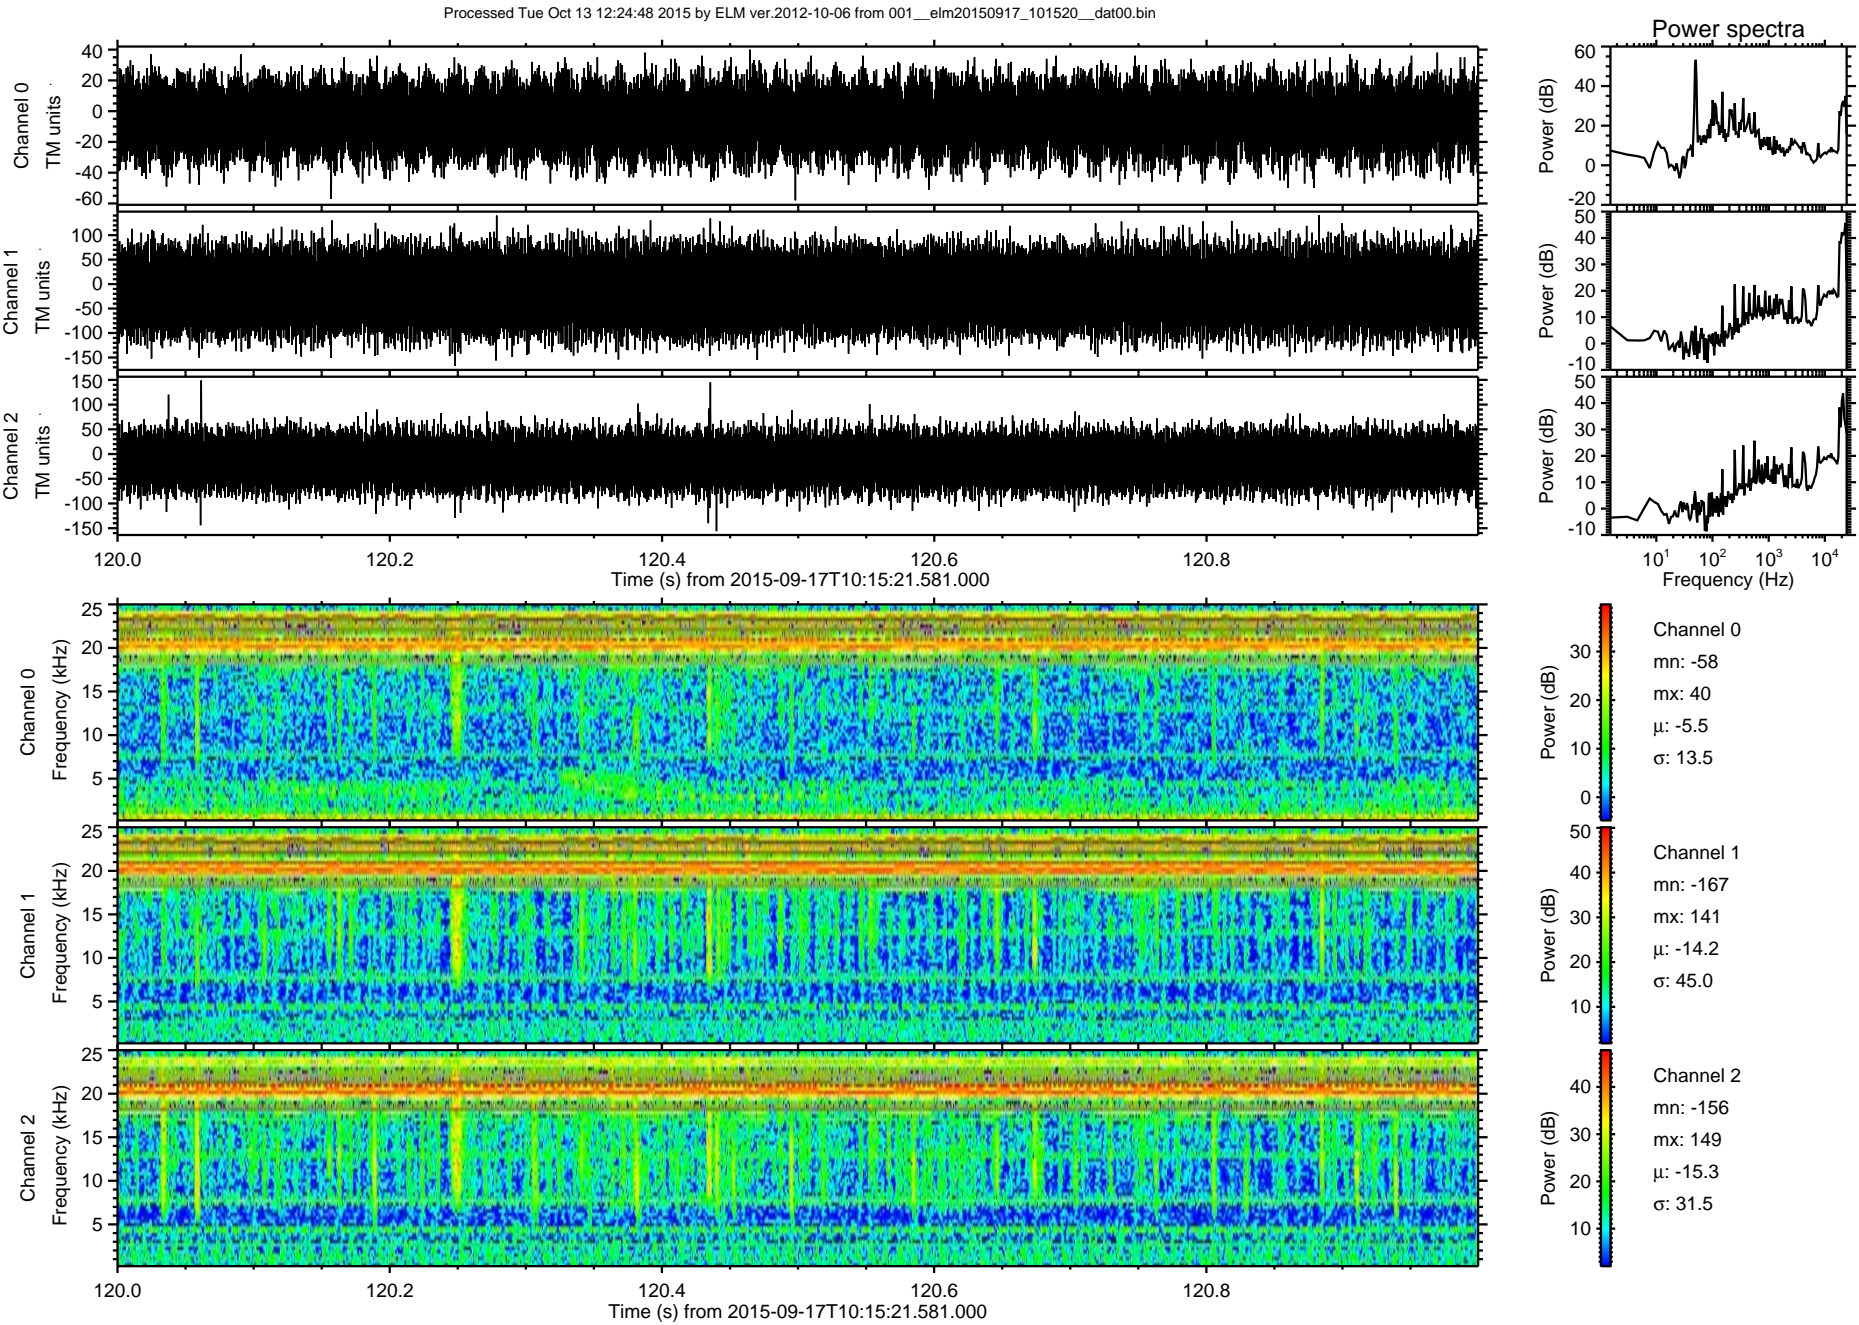 Processed Tue Oct 13 12:24:48 2015 by ELM ver.2012-10-06 from 001__elm20150917_101520__dat00.bin
Power spectra
Channel 0
TM units
40
20
0
-20
-40
-60
Power (dB)
60
40
20
0
-20
Channel 1
TM units
100
50
0
-50
-100
-150
Power (dB)
50
40
30
20
10
0
-10
Channel 2
TM units
150
100
50
0
-50
-100
-150
Power (dB)
50
40
30
20
10
0
-10
120.0 120.2 120.4 120.6 120.8
Time (s) from 2015-09-17T10:15:21.581.000
10^1 10^2 10^3 10^4
Frequency (Hz)
Channel 0
Frequency (kHz)
25
20
15
10
5
Power (dB)
30
20
10
0
Channel 0
mn: -58
mx: 40
μ: -5.5
σ: 13.5
Channel 1
Frequency (kHz)
25
20
15
10
5
Power (dB)
50
40
30
20
10
Channel 1
mn: -167
mx: 141
μ: -14.2
σ: 45.0
Channel 2
Frequency (kHz)
25
20
15
10
5
Power (dB)
40
30
20
10
Channel 2
mn: -156
mx: 149
μ: -15.3
σ: 31.5
120.0 120.2 120.4 120.6 120.8
Time (s) from 2015-09-17T10:15:21.581.000